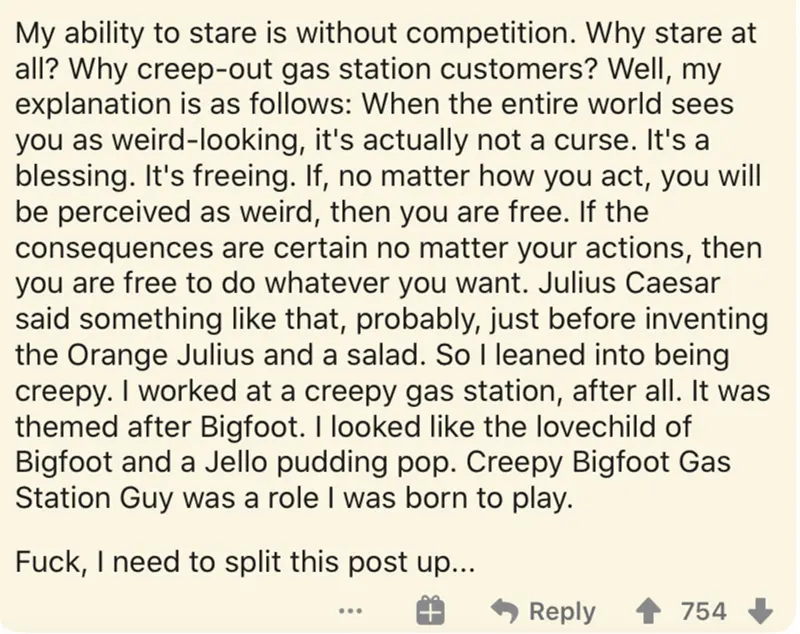 My ability to stare is without competition. Why stare at
all? Why creep-out gas station customers? Well, my
explanation is as follows: When the entire world sees
you as weird-looking, it's actually not a curse. It's a
blessing. It's freeing. If, no matter how you act, you will
be perceived as weird, then you are free. If the
consequences are certain no matter your actions, then
you are free to do whatever you want. Julius Caesar
said something like that, probably, just before inventing
the Orange Julius and a salad. So I leaned into being
creepy. I worked at a creepy gas station, after all. It was
themed after Bigfoot. I looked like the lovechild of
Bigfoot and a Jello pudding pop. Creepy Bigfoot Gas
Station Guy was a role I was born to play.
Fuck, I need to split this post up...
... Reply 754